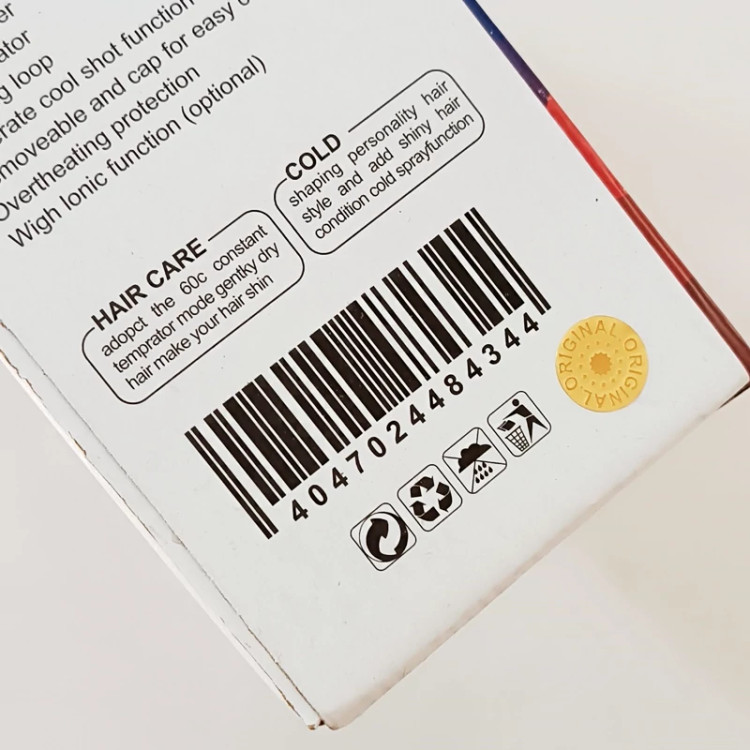 er
ator
g loop
rate cool shot function
moveable and cap for easy
Overtheating protection
Wigh Ionic function (optional)
COLD
shaping personality hair
style and add shiny hair
condition cold sprayfunction
HAIR CARE
adopct the 60c constant
temprator mode gentky dry
hair make your hair shin
4047024484344
ORIGINAL ORIGINAL